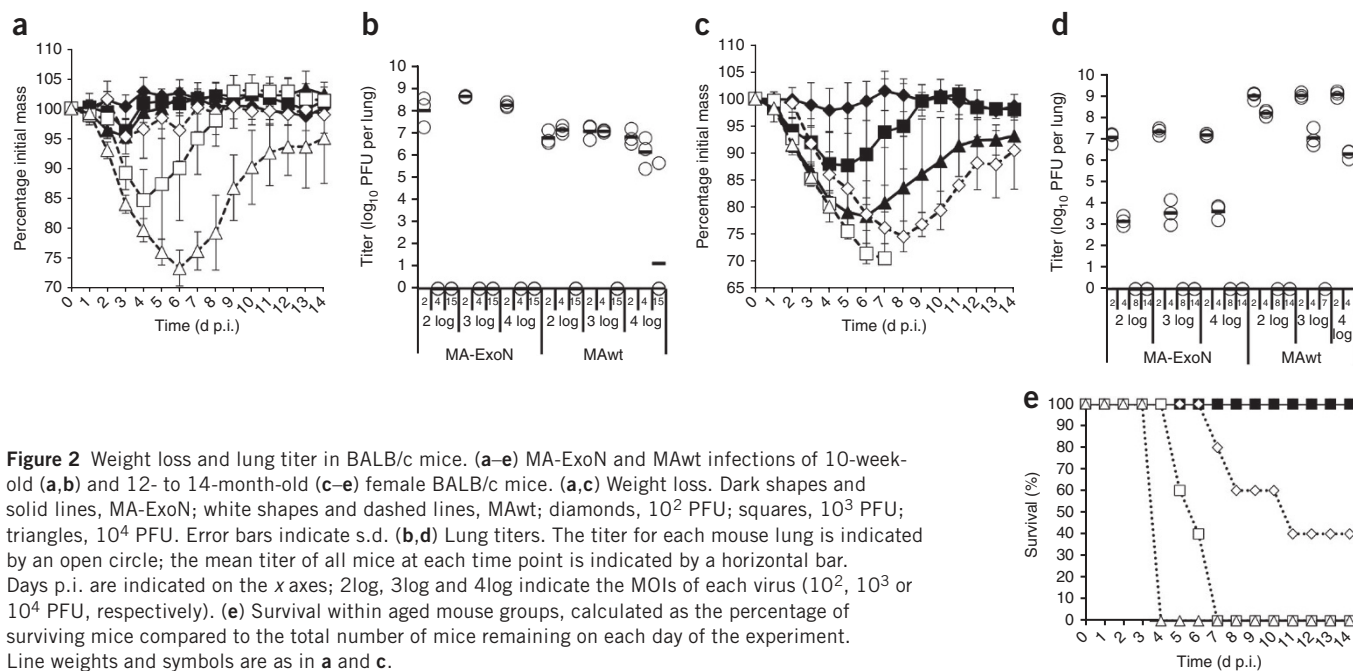 a
110
105
100
95
90
85
80
75
70
Percentage initial mass
0 1 2 3 4 5 6 7 8 9 10 11 12 13 14
Time (d p.i.)
b
10
9
8
7
6
5
4
3
2
1
0
Titer (log10 PFU per lung)
2 4 15 2 4 15 2 4 15 2 4 15 2 4 15 2 4 15
2 log 3 log 4 log 2 log 3 log 4 log
MA-ExoN MAwt
c
110
105
100
95
90
85
80
75
70
65
Percentage initial mass
0 1 2 3 4 5 6 7 8 9 10 11 12 13 14
Time (d p.i.)
d
10
9
8
7
6
5
4
3
2
1
0
Titer (log10 PFU per lung)
2 4 8 14 2 4 8 14 2 4 8 14 2 4 8 14 2 4 7 2 4
2 log 3 log 4 log 2 log 3 log 4
log
MA-ExoN MAwt
e
100
90
80
70
60
50
40
30
20
10
0
Survival (%)
0 1 2 3 4 5 6 7 8 9 10 11 12 13 14
Time (d p.i.)
Figure 2 Weight loss and lung titer in BALB/c mice. (a–e) MA-ExoN and MAwt infections of 10-week-
old (a,b) and 12- to 14-month-old (c–e) female BALB/c mice. (a,c) Weight loss. Dark shapes and
solid lines, MA-ExoN; white shapes and dashed lines, MAwt; diamonds, 10² PFU; squares, 10³ PFU;
triangles, 10⁴ PFU. Error bars indicate s.d. (b,d) Lung titers. The titer for each mouse lung is indicated
by an open circle; the mean titer of all mice at each time point is indicated by a horizontal bar.
Days p.i. are indicated on the x axes; 2log, 3log and 4log indicate the MOIs of each virus (10², 10³ or
10⁴ PFU, respectively). (e) Survival within aged mouse groups, calculated as the percentage of
surviving mice compared to the total number of mice remaining on each day of the experiment.
Line weights and symbols are as in a and c.